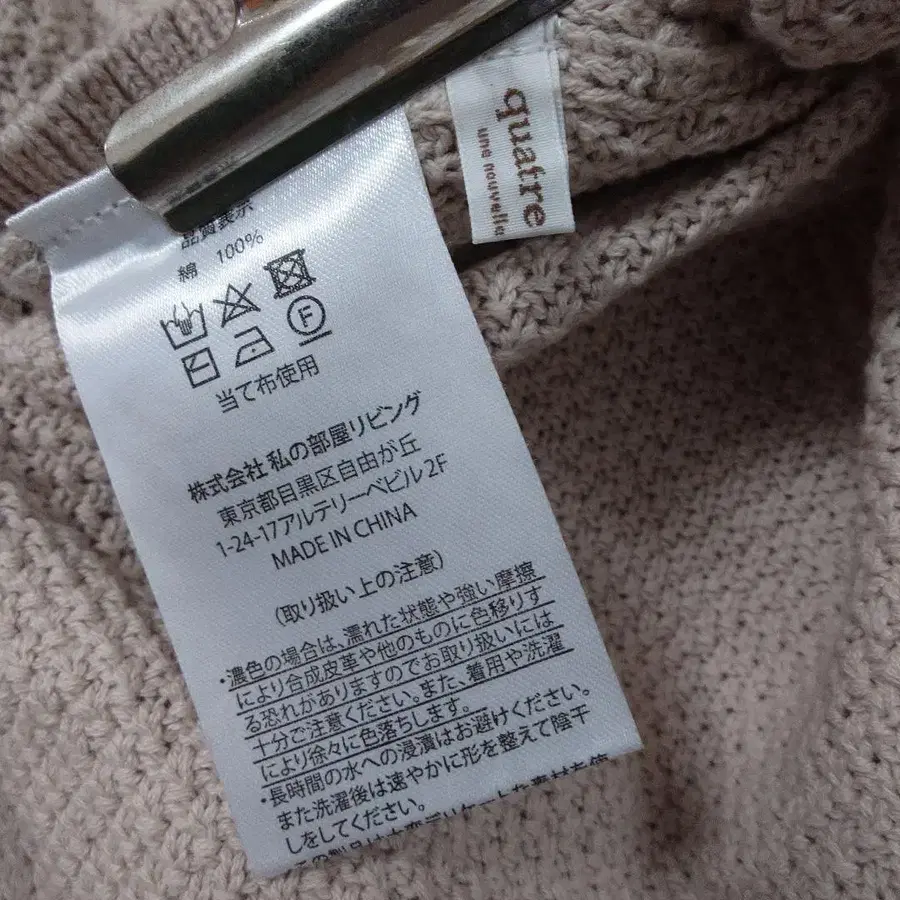 quatre
une nouvelle
品質表示
綿 100%
F
当て布使用
株式会社 私の部屋リビング
東京都目黒区自由が丘
1-24-17アルテリーベビル 2F
MADE IN CHINA
(取り扱い上の注意)
・濃色の場合は、濡れた状態や強い摩擦
により合成皮革や他のものに色移りす
る恐れがありますのでお取り扱いには
十分ご注意ください。また、着用や洗濯
により徐々に色落ちします。
・長時間の水への浸漬はお避けください。
また洗濯後は速やかに形を整えて陰干
しをしてください。